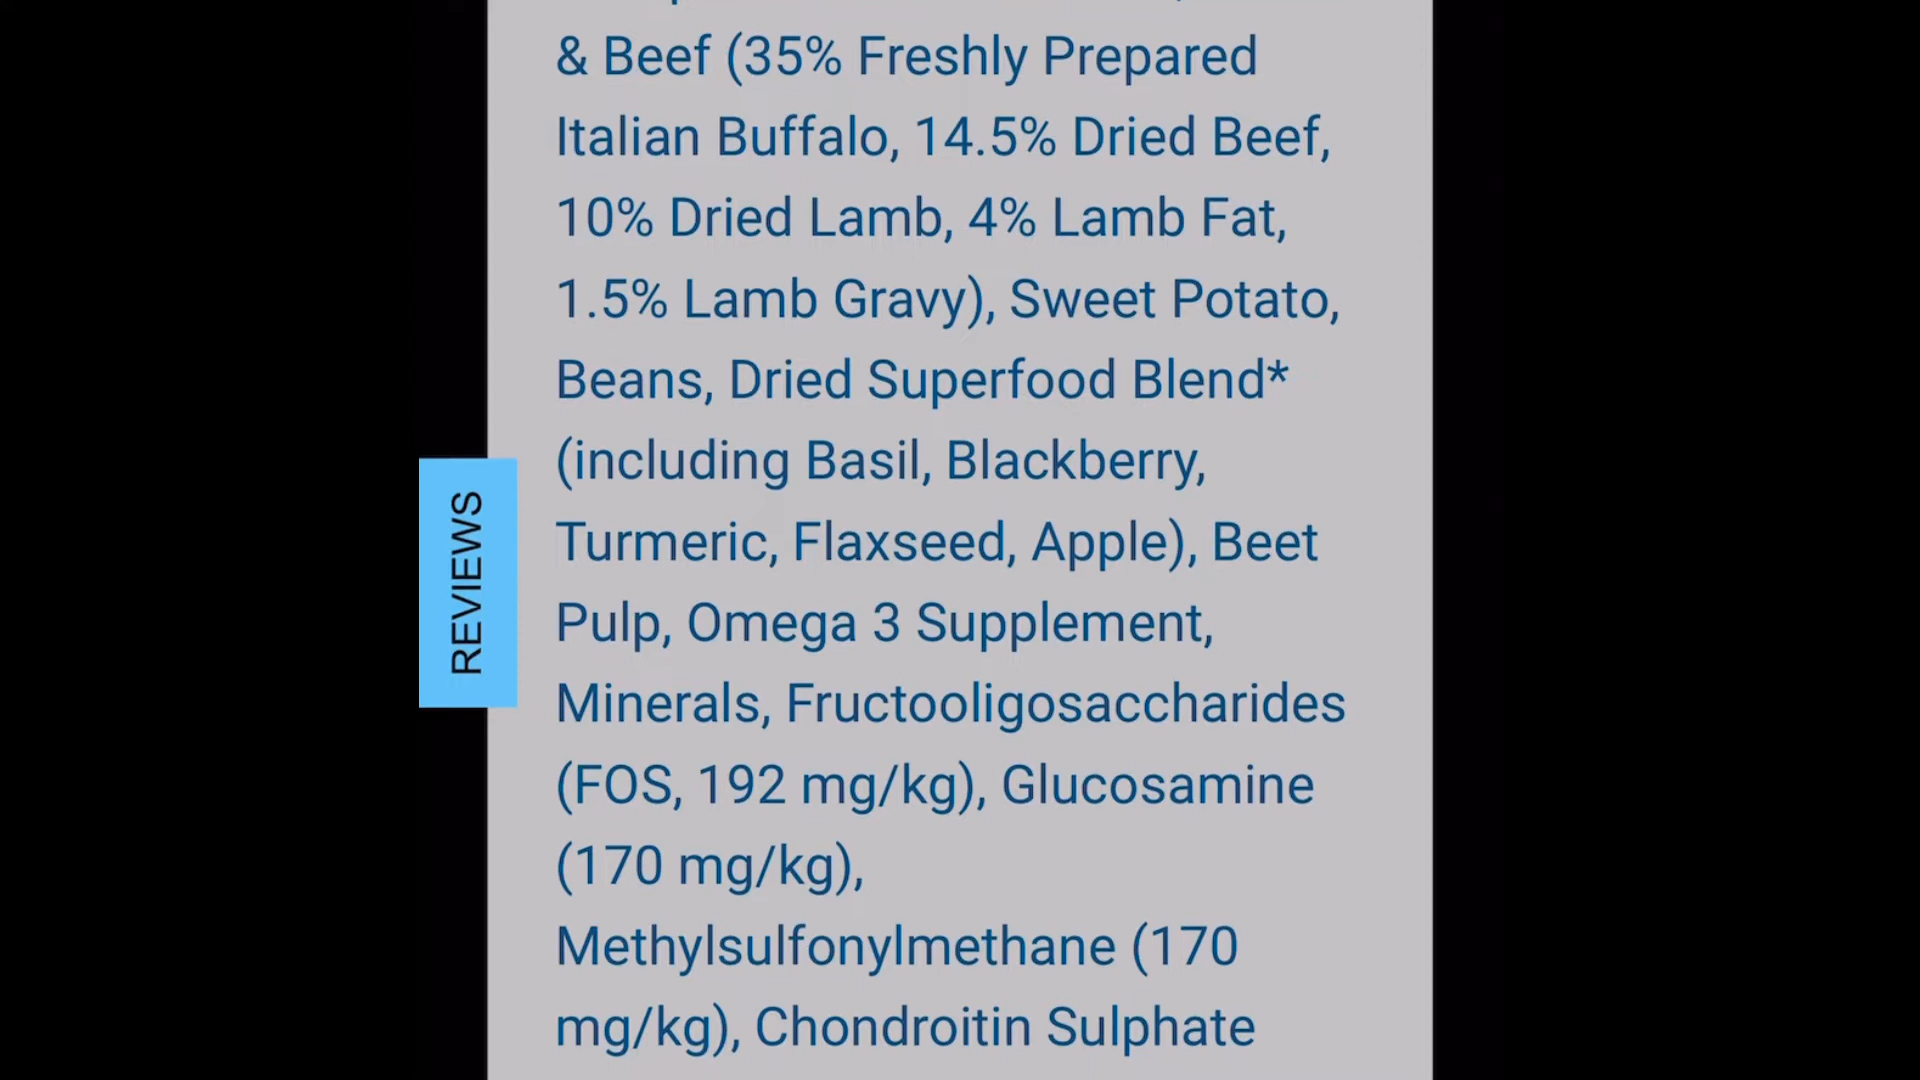 & Beef (35% Freshly Prepared
Italian Buffalo, 14.5% Dried Beef,
10% Dried Lamb, 4% Lamb Fat,
1.5% Lamb Gravy), Sweet Potato,
Beans, Dried Superfood Blend*
(including Basil, Blackberry,
Turmeric, Flaxseed, Apple), Beet
Pulp, Omega 3 Supplement,
Minerals, Fructooligosaccharides
(FOS, 192 mg/kg), Glucosamine
(170 mg/kg),
Methylsulfonylmethane (170
mg/kg), Chondroitin Sulphate
REVIEWS